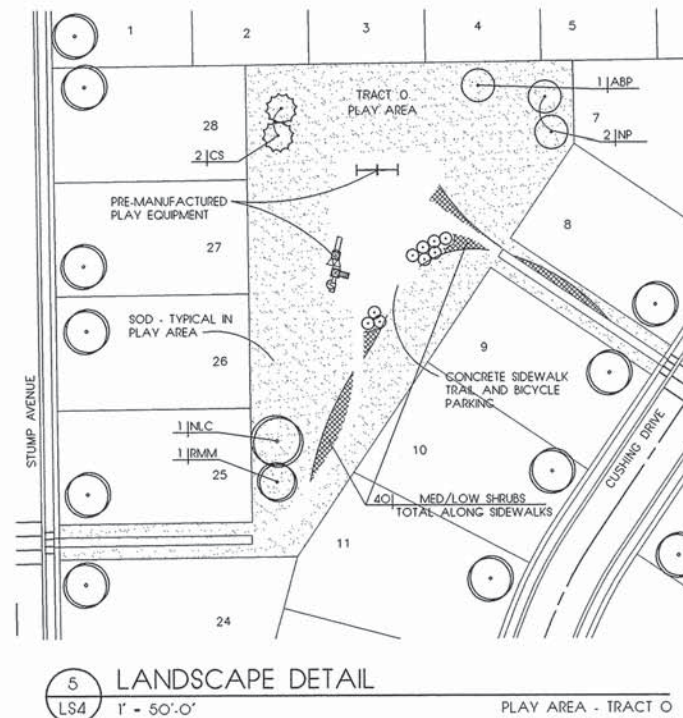 1
2
3
4
5
TRACT O
PLAY AREA
1 ABP
28
7
2 NP
2 CS
PRE-MANUFACTURED
PLAY EQUIPMENT
8
27
SOD - TYPICAL IN
PLAY AREA
26
9
CONCRETE SIDEWALK
TRAIL AND BICYCLE
PARKING
STUMP AVENUE
CUSHING DRIVE
1 NLC
1 RMM
25
10
40 MED/LOW SHRUBS
TOTAL ALONG SIDEWALKS
11
24
5
LS4
LANDSCAPE DETAIL
1' - 50'-0'
PLAY AREA - TRACT O